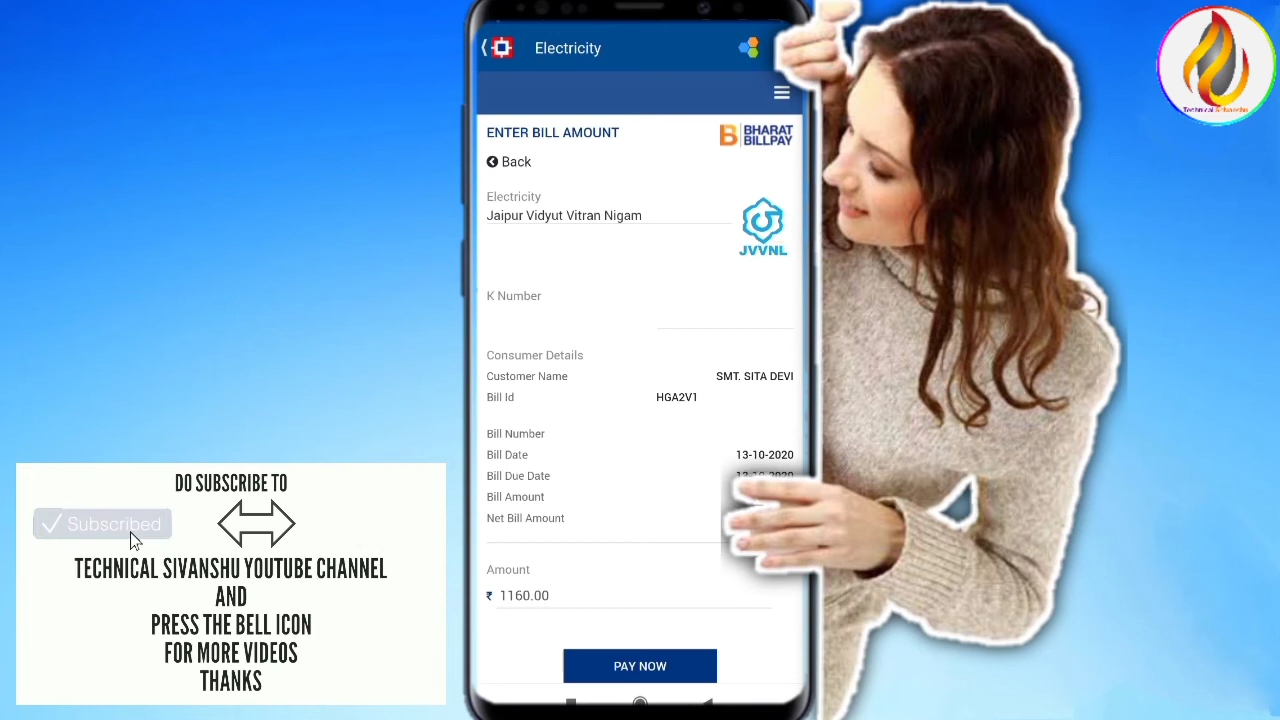 Electricity
ENTER BILL AMOUNT
BHARAT
BILLPAY
Back
Electricity
Jaipur Vidyut Vitran Nigam
JVVNL
K Number
Consumer Details
Customer Name SMT. SITA DEVI
Bill Id HGA2V1
Bill Number
Bill Date 13-10-2020
Bill Due Date
Bill Amount
Net Bill Amount
Amount
₹ 1160.00
PAY NOW
DO SUBSCRIBE TO
Subscribed
TECHNICAL SIVANSHU YOUTUBE CHANNEL
AND
PRESS THE BELL ICON
FOR MORE VIDEOS
THANKS
Technical Sivanshu